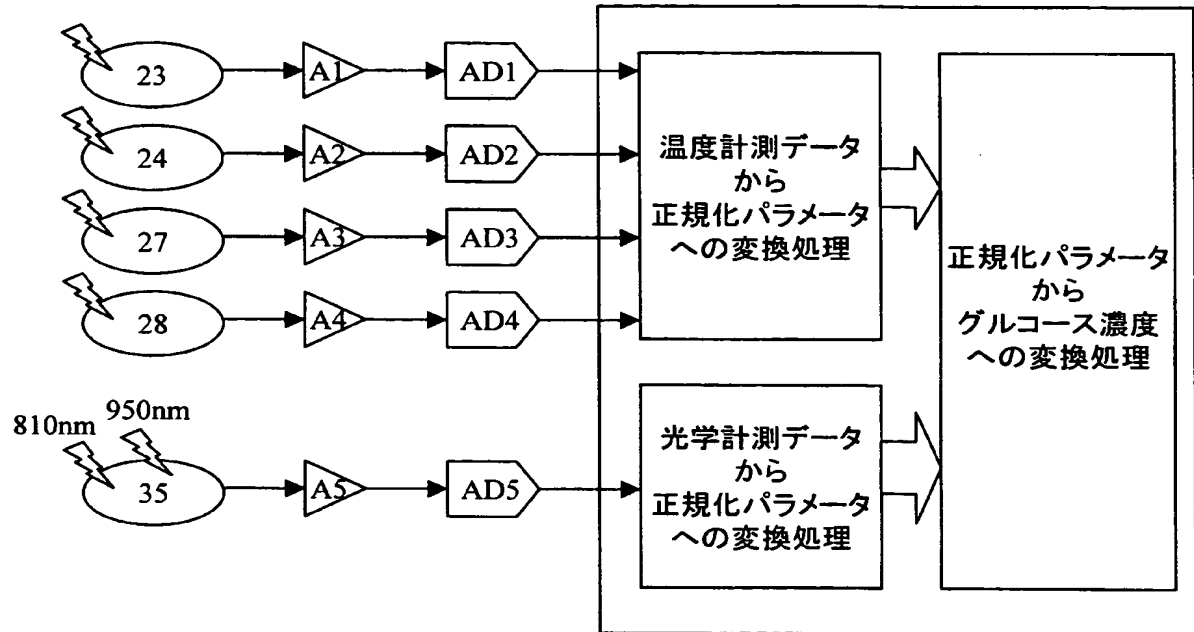 23
A1
AD1
24
A2
AD2
27
A3
AD3
28
A4
AD4
温度計測データ
から
正規化パラメータ
への変換処理
810nm
950nm
35
A5
AD5
光学計測データ
から
正規化パラメータ
への変換処理
正規化パラメータ
から
グルコース濃度
への変換処理